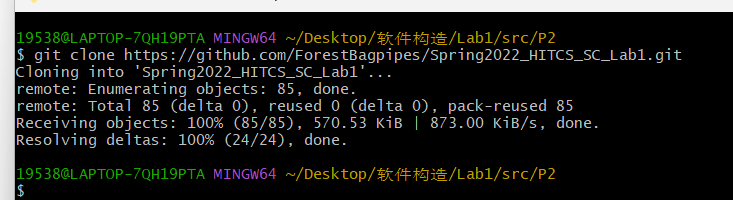 19538@LAPTOP-7QH19PTA MINGW64 ~/Desktop/软件构造/Lab1/src/P2
$ git clone https://github.com/ForestBagpipes/Spring2022_HITCS_SC_Lab1.git
Cloning into 'Spring2022_HITCS_SC_Lab1'...
remote: Enumerating objects: 85, done.
remote: Total 85 (delta 0), reused 0 (delta 0), pack-reused 85
Receiving objects: 100% (85/85), 570.53 KiB | 873.00 KiB/s, done.
Resolving deltas: 100% (24/24), done.
19538@LAPTOP-7QH19PTA MINGW64 ~/Desktop/软件构造/Lab1/src/P2
$